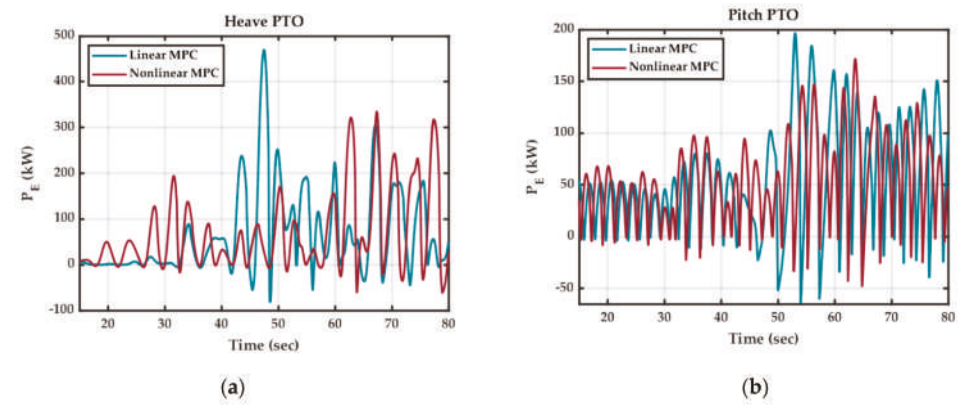 Heave PTO
500
400
300
200
100
0
-100
P_E (kW)
Linear MPC
Nonlinear MPC
20 30 40 50 60 70 80
Time (sec)
(a)
Pitch PTO
200
150
100
50
0
-50
P_E (kW)
Linear MPC
Nonlinear MPC
20 30 40 50 60 70 80
Time (sec)
(b)